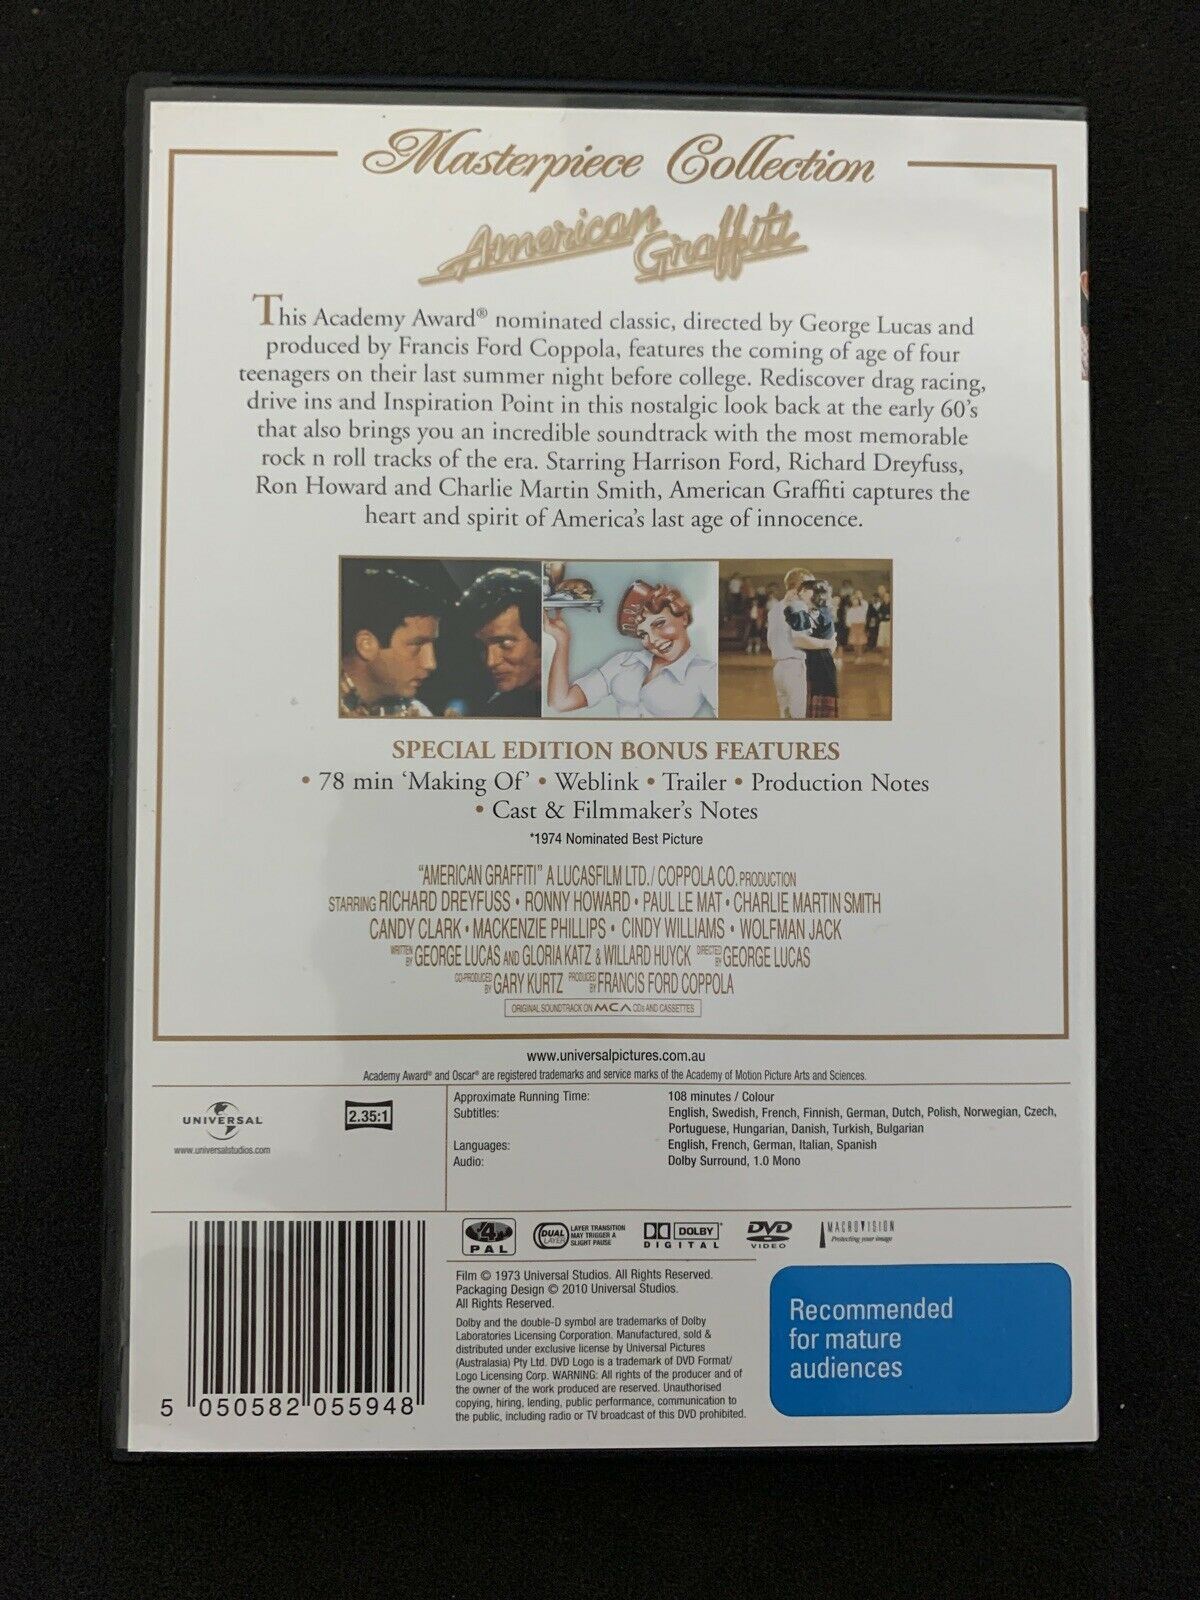 Masterpiece Collection
American Graffiti
This Academy Award® nominated classic, directed by George Lucas and
produced by Francis Ford Coppola, features the coming of age of four
teenagers on their last summer night before college. Rediscover drag racing,
drive ins and Inspiration Point in this nostalgic look back at the early 60's
that also brings you an incredible soundtrack with the most memorable
rock n roll tracks of the era. Starring Harrison Ford, Richard Dreyfuss,
Ron Howard and Charlie Martin Smith, American Graffiti captures the
heart and spirit of America's last age of innocence.
SPECIAL EDITION BONUS FEATURES
• 78 min 'Making Of' • Weblink • Trailer • Production Notes
• Cast & Filmmaker's Notes
*1974 Nominated Best Picture
"AMERICAN GRAFFITI" A LUCASFILM LTD./COPPOLA CO. PRODUCTION
STARRING RICHARD DREYFUSS • RONNY HOWARD • PAUL LE MAT • CHARLIE MARTIN SMITH
CANDY CLARK • MACKENZIE PHILLIPS • CINDY WILLIAMS • WOLFMAN JACK
WRITTEN BY GEORGE LUCAS AND GLORIA KATZ & WILLARD HUYCK DIRECTED BY GEORGE LUCAS
CO-PRODUCED BY GARY KURTZ PRODUCED BY FRANCIS FORD COPPOLA
ORIGINAL SOUNDTRACK ON MCA CDs AND CASSETTES
www.universalpictures.com.au
Academy Award® and Oscar® are registered trademarks and service marks of the Academy of Motion Picture Arts and Sciences.
UNIVERSAL
www.universalstudios.com
2.35:1
Approximate Running Time: 108 minutes / Colour
Subtitles: English, Swedish, French, Finnish, German, Dutch, Polish, Norwegian, Czech,
Portuguese, Hungarian, Danish, Turkish, Bulgarian
Languages: English, French, German, Italian, Spanish
Audio: Dolby Surround, 1.0 Mono
4
PAL
DUAL LAYER
LAYER TRANSITION
MAY TRIGGER A
SLIGHT PAUSE
DOLBY
DIGITAL
DVD
VIDEO
MACROVISION
Protecting your image
Film © 1973 Universal Studios. All Rights Reserved.
Packaging Design © 2010 Universal Studios.
All Rights Reserved.
Dolby and the double-D symbol are trademarks of Dolby
Laboratories Licensing Corporation. Manufactured, sold &
distributed under exclusive license by Universal Pictures
(Australasia) Pty Ltd. DVD Logo is a trademark of DVD Format/
Logo Licensing Corp. WARNING: All rights of the producer and of
the owner of the work produced are reserved. Unauthorised
copying, hiring, lending, public performance, communication to
the public, including radio or TV broadcast of this DVD prohibited.
Recommended
for mature
audiences
5 050582 055948